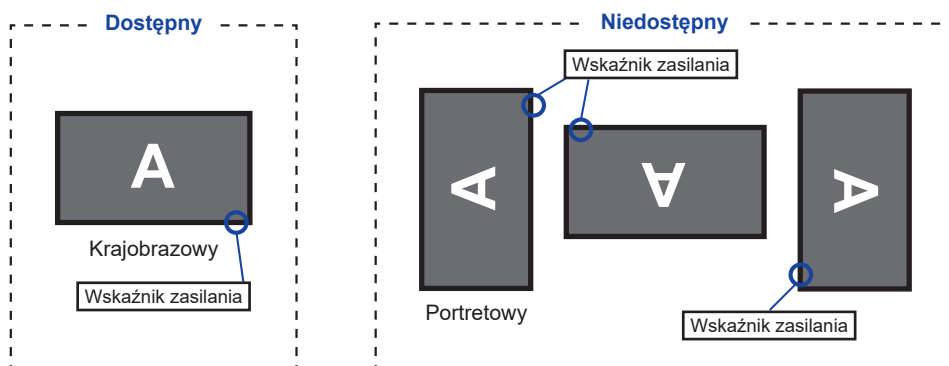 Dostępny
A
Krajobrazowy
Wskaźnik zasilania
Niedostępny
Wskaźnik zasilania
A
A
A
Portretowy
Wskaźnik zasilania